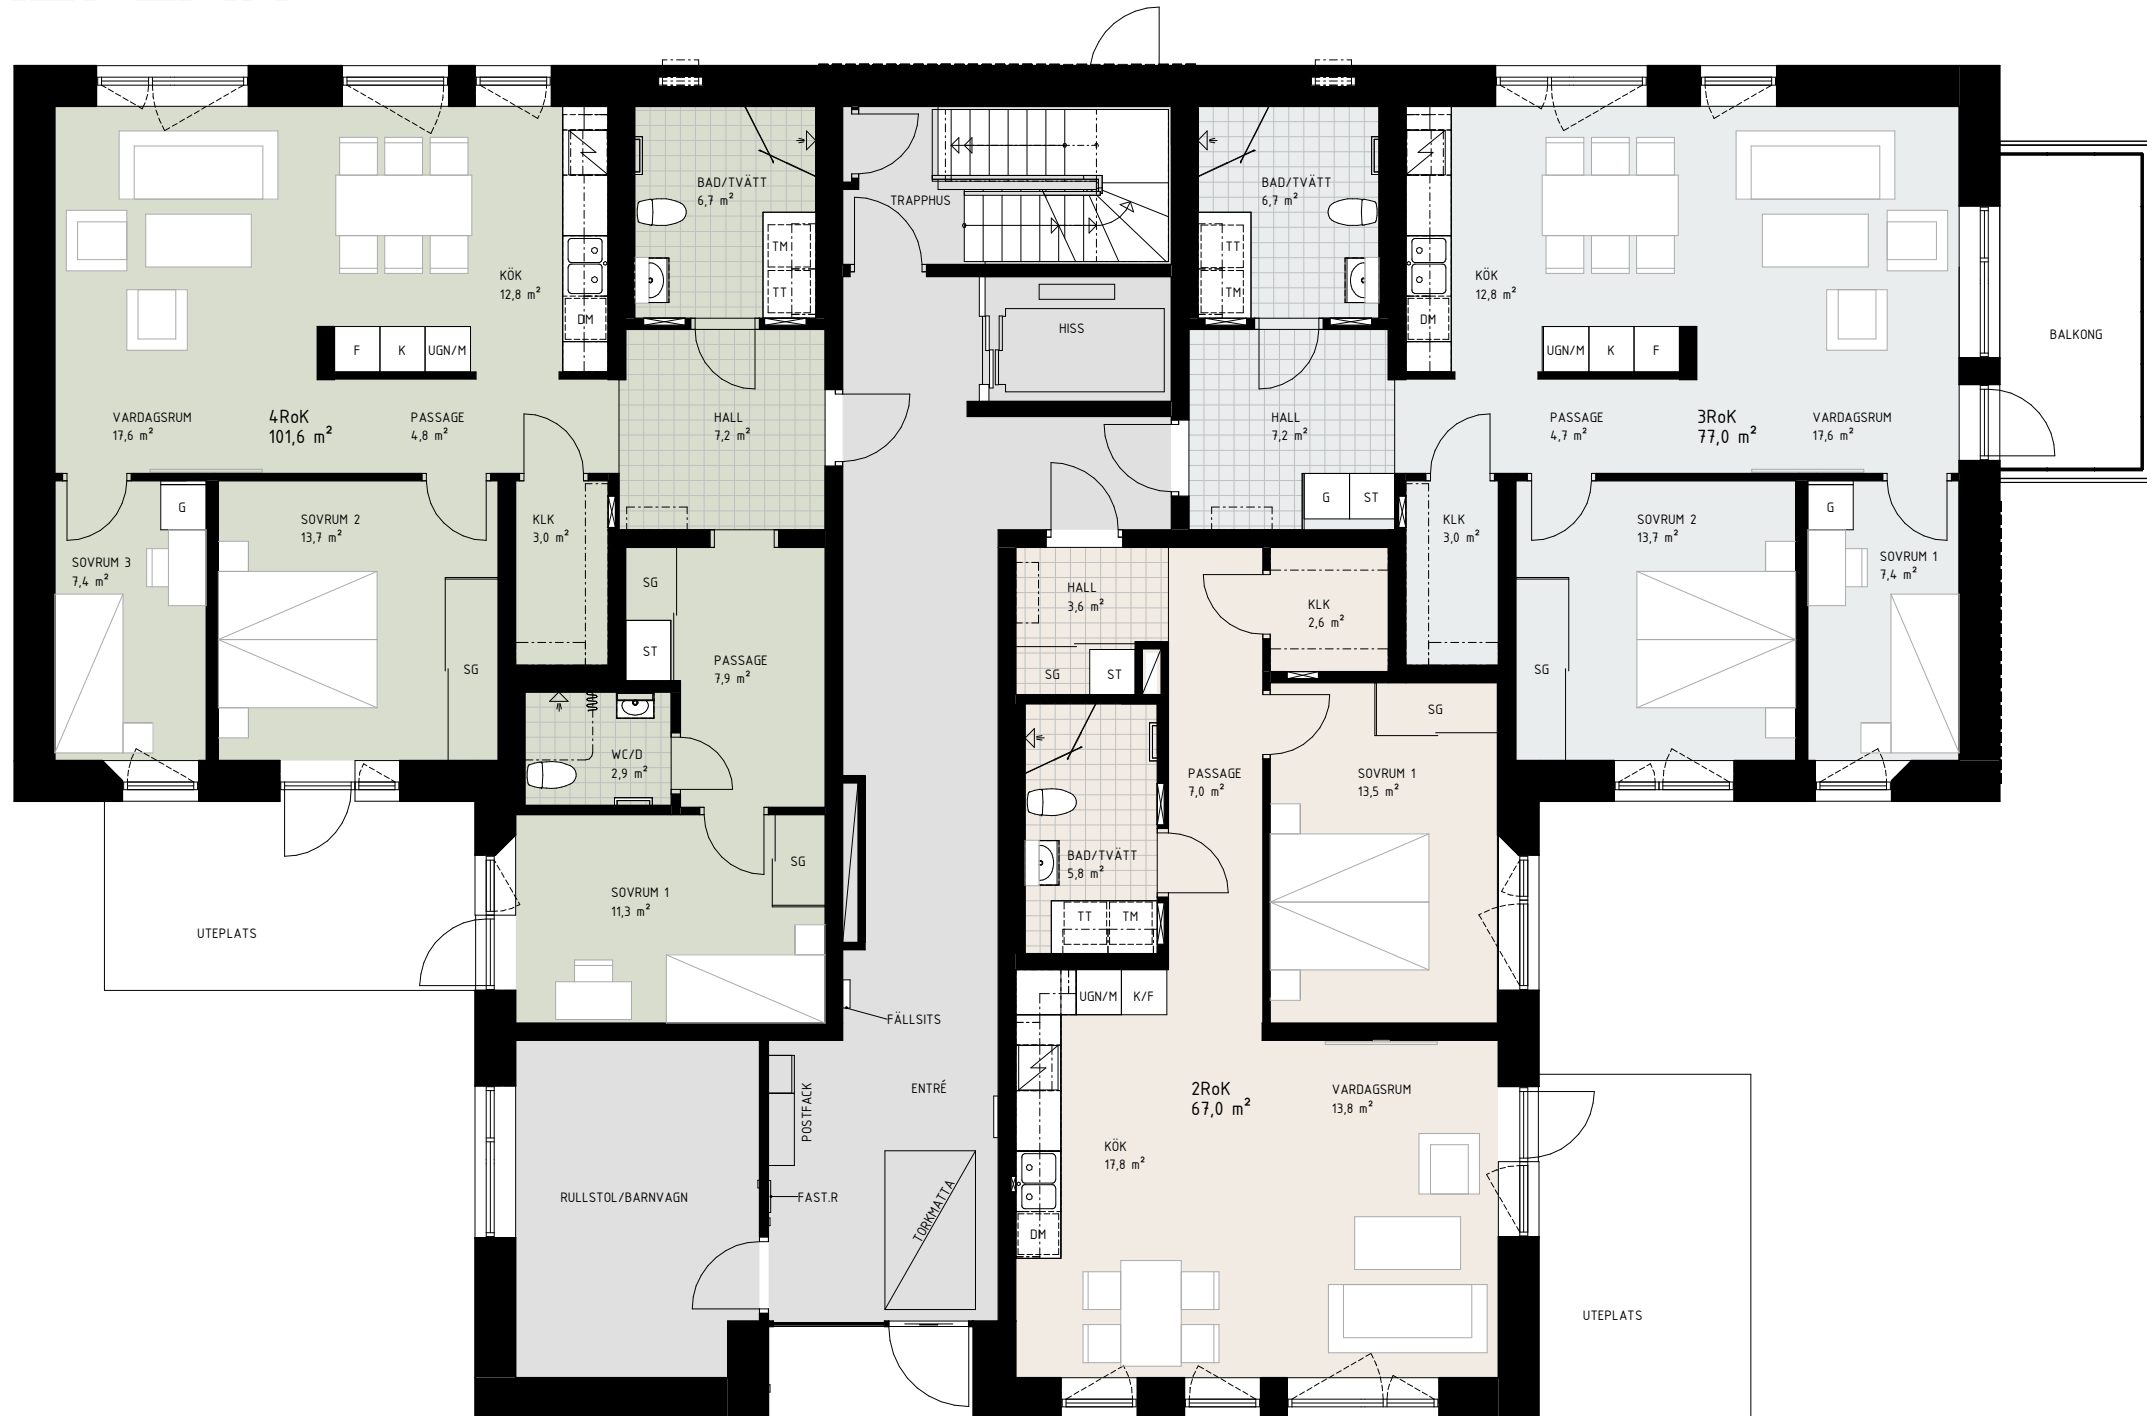 BAD/TVÄTT
6,7 m²
TM
TT
KÖK
12,8 m²
DM
F
K
UGN/M
VARDAGSRUM
17,6 m²
4RoK
101,6 m²
PASSAGE
4,8 m²
HALL
7,2 m²
TRAPPHUS
HISS
BAD/TVÄTT
6,7 m²
TT
TM
KÖK
12,8 m²
DM
UGN/M
K
F
BALKONG
HALL
7,2 m²
PASSAGE
4,7 m²
3RoK
77,0 m²
VARDAGSRUM
17,6 m²
G
SOVRUM 3
7,4 m²
SOVRUM 2
13,7 m²
SG
KLK
3,0 m²
SG
ST
PASSAGE
7,9 m²
WC/D
2,9 m²
SOVRUM 1
11,3 m²
SG
UTEPLATS
G
ST
KLK
3,0 m²
SOVRUM 2
13,7 m²
SG
G
SOVRUM 1
7,4 m²
HALL
3,6 m²
SG
ST
KLK
2,6 m²
SG
PASSAGE
7,0 m²
SOVRUM 1
13,5 m²
BAD/TVÄTT
5,8 m²
TT
TM
UGN/M
K/F
FÄLLSITS
ENTRÉ
POSTFACK
FAST.R
TORKMATTA
RULLSTOL/BARNVAGN
2RoK
67,0 m²
VARDAGSRUM
13,8 m²
KÖK
17,8 m²
DM
UTEPLATS